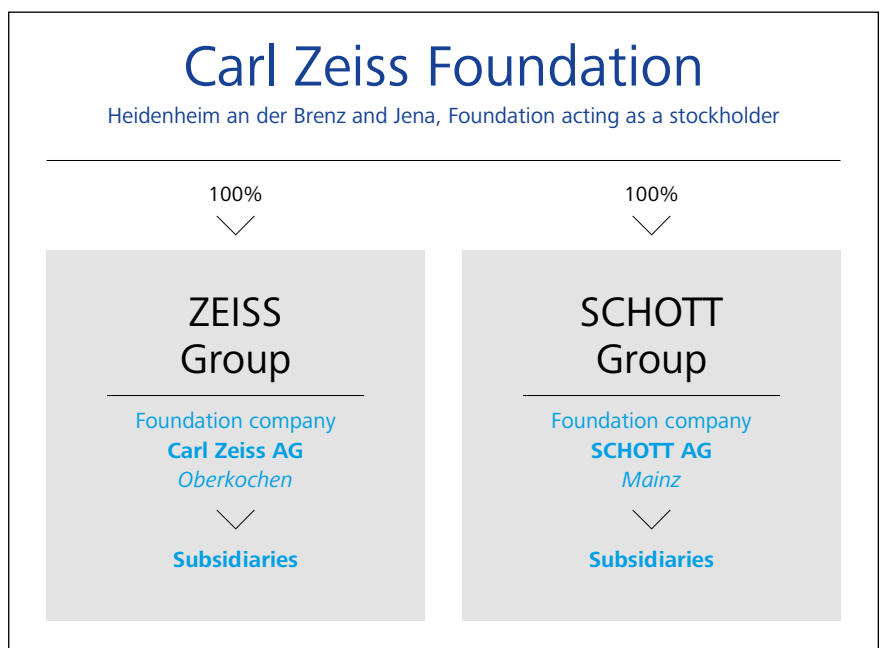 Carl Zeiss Foundation
Heidenheim an der Brenz and Jena, Foundation acting as a stockholder
100%
100%
ZEISS
Group
Foundation company
Carl Zeiss AG
Oberkochen
Subsidiaries
SCHOTT
Group
Foundation company
SCHOTT AG
Mainz
Subsidiaries